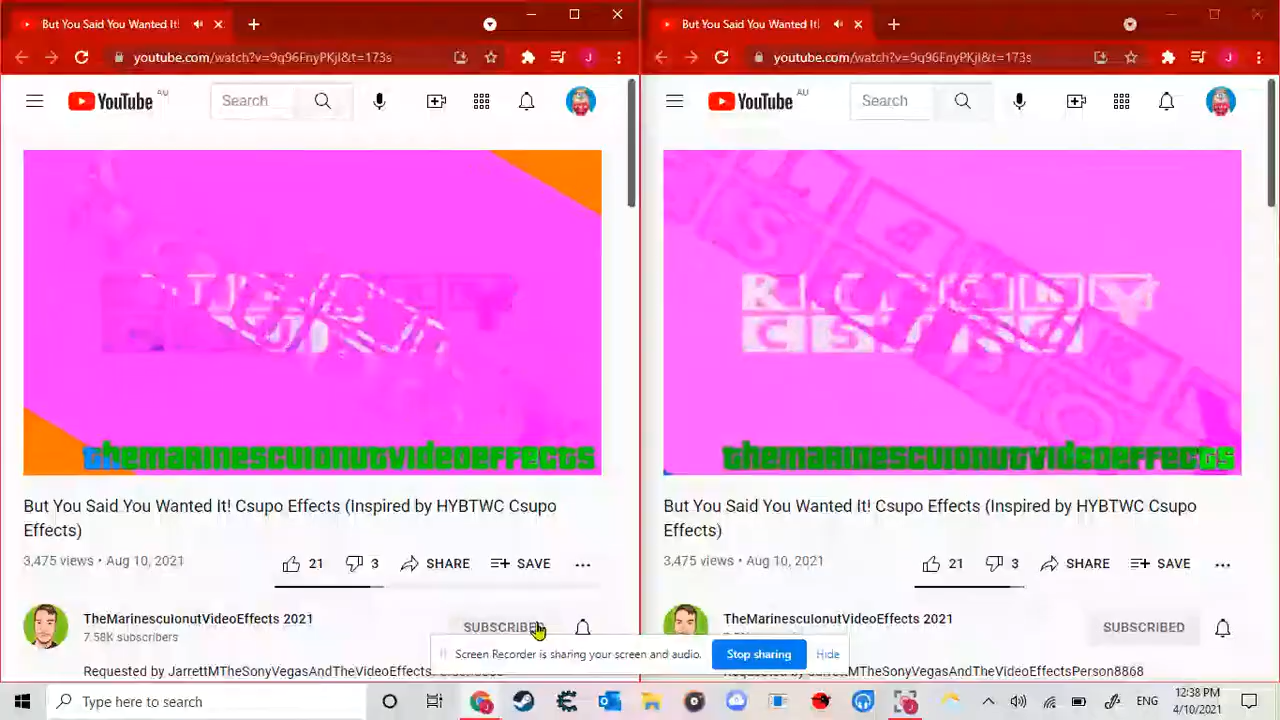 But You Said You Wanted It!
But You Said You Wanted It!
youtube.com/watch?v=9q96FnyPKjI&t=173s
youtube.com/watch?v=9q96FnyPKjI&t=173s
YouTube AU
Search
YouTube AU
Search
R
CSUPO
themarinescuionutvideoeffects
themarinescuionutvideoeffects
But You Said You Wanted It! Csupo Effects (Inspired by HYBTWC Csupo
Effects)
But You Said You Wanted It! Csupo Effects (Inspired by HYBTWC Csupo
Effects)
3,475 views • Aug 10, 2021
21
3
SHARE
SAVE
3,475 views • Aug 10, 2021
21
3
SHARE
SAVE
TheMarinescuIonutVideoEffects 2021
7.58K subscribers
SUBSCRIBED
TheMarinescuIonutVideoEffects 2021
SUBSCRIBED
Screen Recorder is sharing your screen and audio.
Stop sharing
Hide
Requested by JarrettMTheSonyVegasAndTheVideoEffects
Requested by JarrettMTheSonyVegasAndTheVideoEffectsPerson8868
Type here to search
ENG
12:38 PM
4/10/2021